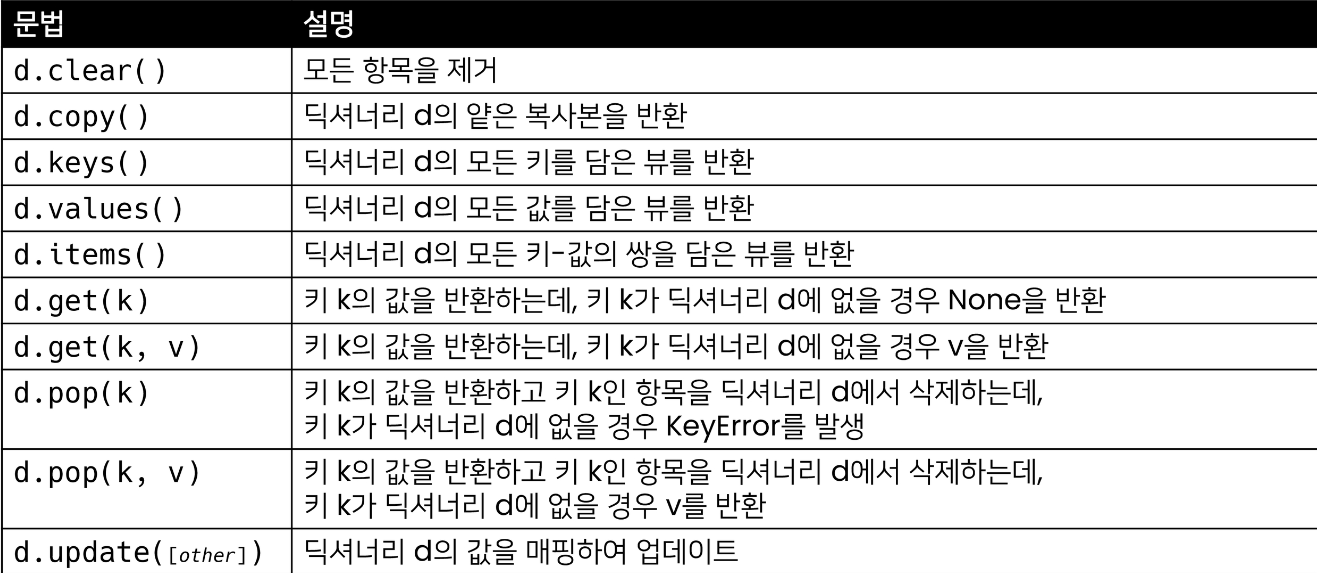 문법 설명
d.clear() 모든 항목을 제거
d.copy() 딕셔너리 d의 얕은 복사본을 반환
d.keys() 딕셔너리 d의 모든 키를 담은 뷰를 반환
d.values() 딕셔너리 d의 모든 값를 담은 뷰를 반환
d.items() 딕셔너리 d의 모든 키-값의 쌍을 담은 뷰를 반환
d.get(k) 키 k의 값을 반환하는데, 키 k가 딕셔너리 d에 없을 경우 None을 반환
d.get(k, v) 키 k의 값을 반환하는데, 키 k가 딕셔너리 d에 없을 경우 v을 반환
d.pop(k) 키 k의 값을 반환하고 키 k인 항목을 딕셔너리 d에서 삭제하는데,
키 k가 딕셔너리 d에 없을 경우 KeyError를 발생
d.pop(k, v) 키 k의 값을 반환하고 키 k인 항목을 딕셔너리 d에서 삭제하는데,
키 k가 딕셔너리 d에 없을 경우 v를 반환
d.update([other]) 딕셔너리 d의 값을 매핑하여 업데이트